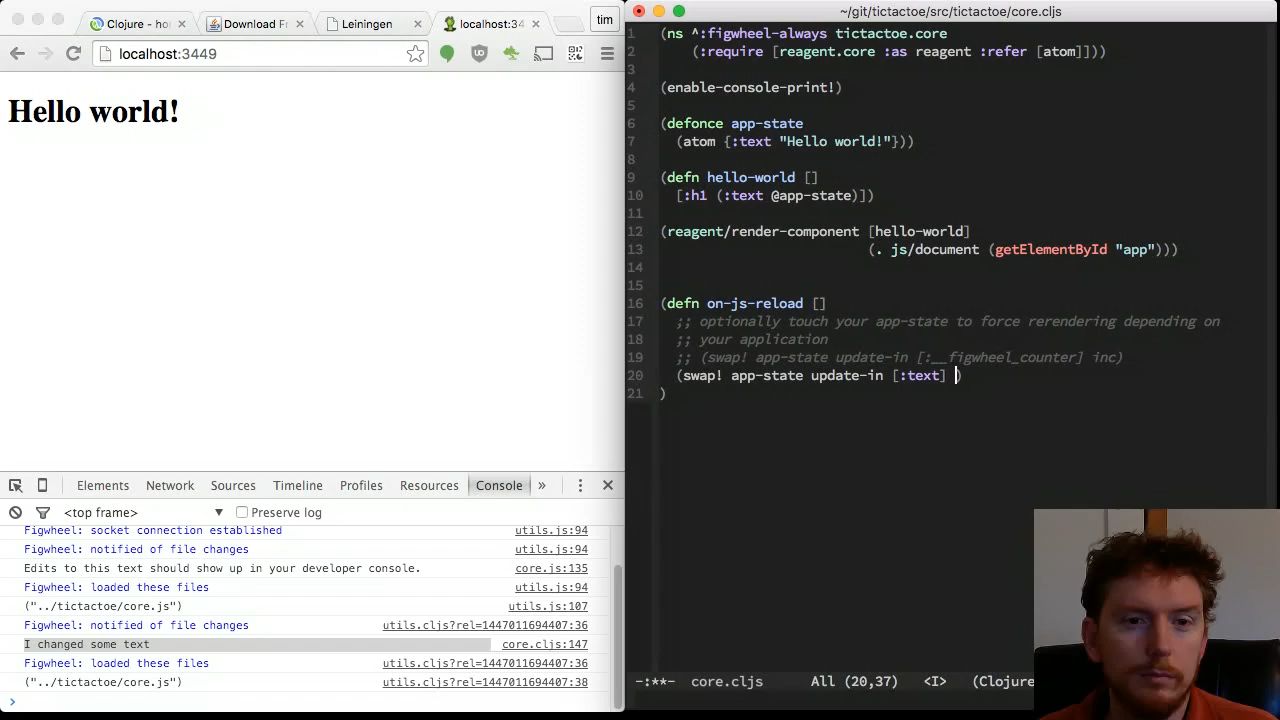 Clojure - ho
Download Fr
Leiningen
localhost:34
tim
localhost:3449
Hello world!
Elements Network Sources Timeline Profiles Resources Console »
<top frame> ▼ Preserve log
Figwheel: socket connection established utils.js:94
Figwheel: notified of file changes utils.js:94
Edits to this text should show up in your developer console. core.js:135
Figwheel: loaded these files utils.js:94
("../tictactoe/core.js") utils.js:107
Figwheel: notified of file changes utils.cljs?rel=1447011694407:36
I changed some text core.cljs:147
Figwheel: loaded these files utils.cljs?rel=1447011694407:36
("../tictactoe/core.js") utils.cljs?rel=1447011694407:38
>
~/git/tictactoe/src/tictactoe/core.cljs
1 (ns ^:figwheel-always tictactoe.core
2 (:require [reagent.core :as reagent :refer [atom]]))
3
4 (enable-console-print!)
5
6 (defonce app-state
7 (atom {:text "Hello world!"}))
8
9 (defn hello-world []
10 [:h1 (:text @app-state)])
11
12 (reagent/render-component [hello-world]
13 (. js/document (getElementById "app")))
14
15
16 (defn on-js-reload []
17 ;; optionally touch your app-state to force rerendering depending on
18 ;; your application
19 ;; (swap! app-state update-in [:__figwheel_counter] inc)
20 (swap! app-state update-in [:text] )
21 )
-:**- core.cljs All (20,37) <I> (Clojure